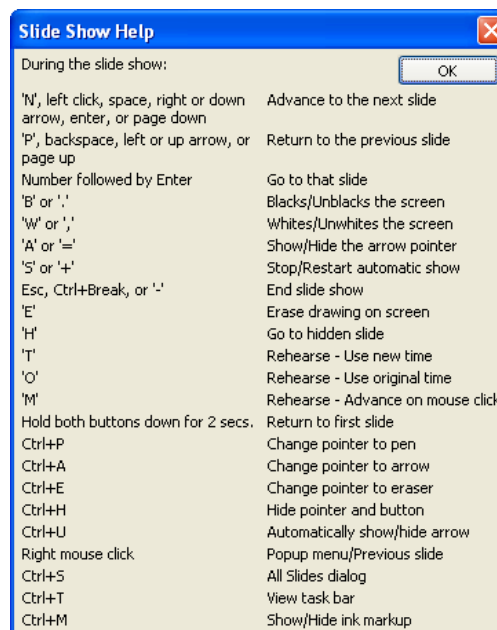 Slide Show Help
During the slide show:
OK
'N', left click, space, right or down Advance to the next slide
arrow, enter, or page down
'P', backspace, left or up arrow, or Return to the previous slide
page up
Number followed by Enter Go to that slide
'B' or '.' Blacks/Unblacks the screen
'W' or ',' Whites/Unwhites the screen
'A' or '=' Show/Hide the arrow pointer
'S' or '+' Stop/Restart automatic show
Esc, Ctrl+Break, or '-' End slide show
'E' Erase drawing on screen
'H' Go to hidden slide
'T' Rehearse - Use new time
'O' Rehearse - Use original time
'M' Rehearse - Advance on mouse click
Hold both buttons down for 2 secs. Return to first slide
Ctrl+P Change pointer to pen
Ctrl+A Change pointer to arrow
Ctrl+E Change pointer to eraser
Ctrl+H Hide pointer and button
Ctrl+U Automatically show/hide arrow
Right mouse click Popup menu/Previous slide
Ctrl+S All Slides dialog
Ctrl+T View task bar
Ctrl+M Show/Hide ink markup